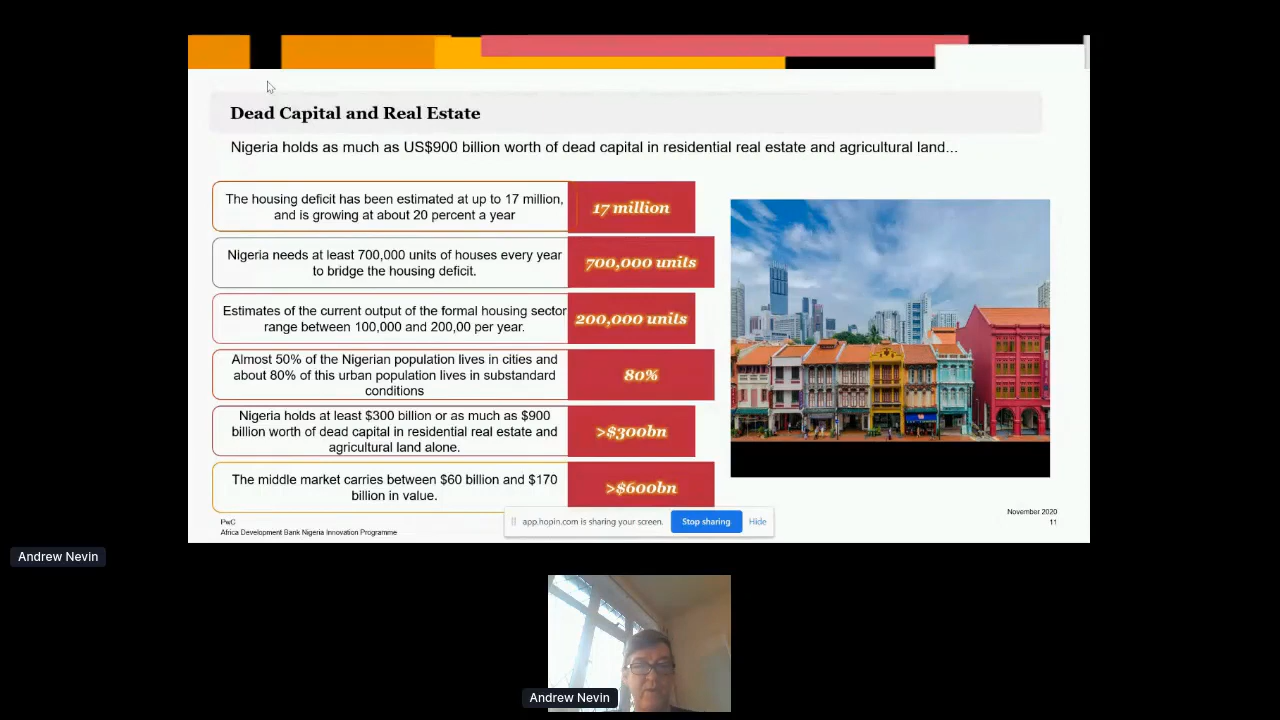 Dead Capital and Real Estate
Nigeria holds as much as US$900 billion worth of dead capital in residential real estate and agricultural land...
The housing deficit has been estimated at up to 17 million,
and is growing at about 20 percent a year
17 million
Nigeria needs at least 700,000 units of houses every year
to bridge the housing deficit.
700,000 units
Estimates of the current output of the formal housing sector
range between 100,000 and 200,00 per year.
200,000 units
Almost 50% of the Nigerian population lives in cities and
about 80% of this urban population lives in substandard
conditions
80%
Nigeria holds at least $300 billion or as much as $900
billion worth of dead capital in residential real estate and
agricultural land alone.
>$300bn
The middle market carries between $60 billion and $170
billion in value.
>$600bn
PwC
Africa Development Bank Nigeria Innovation Programme
November 2020
11
app.hopin.com is sharing your screen.
Stop sharing
Hide
Andrew Nevin
Andrew Nevin